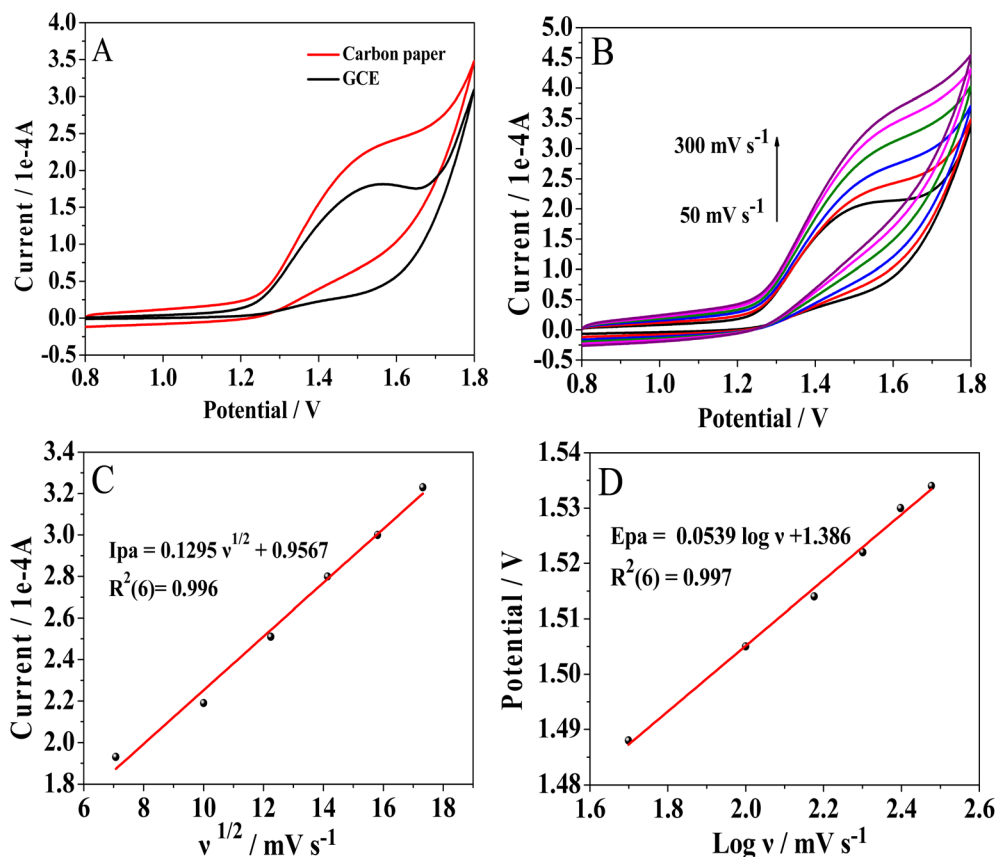 A
Carbon paper
GCE
4.0
3.5
3.0
2.5
2.0
1.5
1.0
0.5
0.0
-0.5
Current / 1e-4A
0.8 1.0 1.2 1.4 1.6 1.8
Potential / V
B
300 mV s⁻¹
50 mV s⁻¹
5.0
4.5
4.0
3.5
3.0
2.5
2.0
1.5
1.0
0.5
0.0
-0.5
Current / 1e-4A
0.8 1.0 1.2 1.4 1.6 1.8
Potential / V
C
Ipa = 0.1295 ν^1/2 + 0.9567
R²(6)= 0.996
3.4
3.2
3.0
2.8
2.6
2.4
2.2
2.0
1.8
Current / 1e-4A
6 8 10 12 14 16 18
ν ^1/2 / mV s⁻¹
D
Epa = 0.0539 log ν +1.386
R²(6) = 0.997
1.54
1.53
1.52
1.51
1.50
1.49
1.48
Potential / V
1.6 1.8 2.0 2.2 2.4 2.6
Log ν / mV s⁻¹